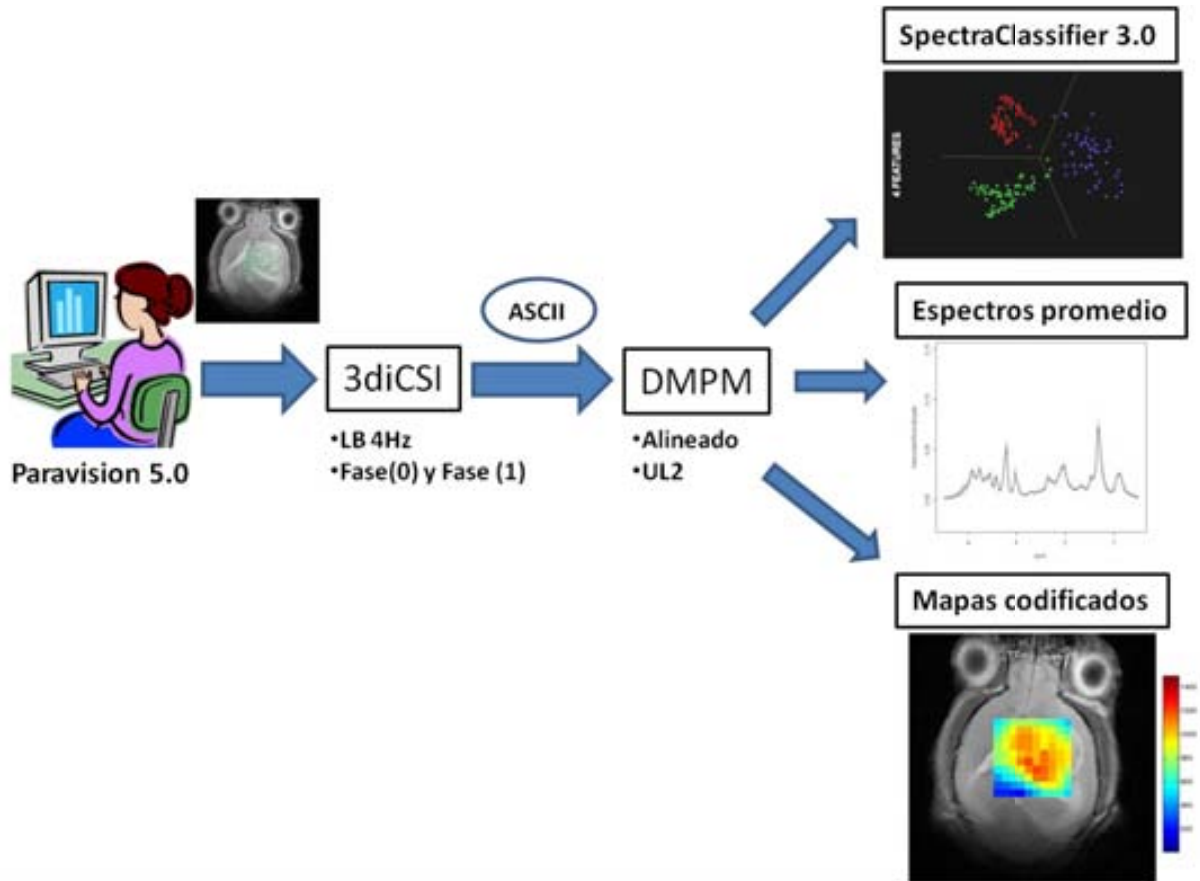 SpectraClassifier 3.0
4 FEATURES
ASCII
Espectros promedio
3diCSI
DMPM
•LB 4Hz
•Fase(0) y Fase (1)
•Alineado
•UL2
Paravision 5.0
Mapas codificados